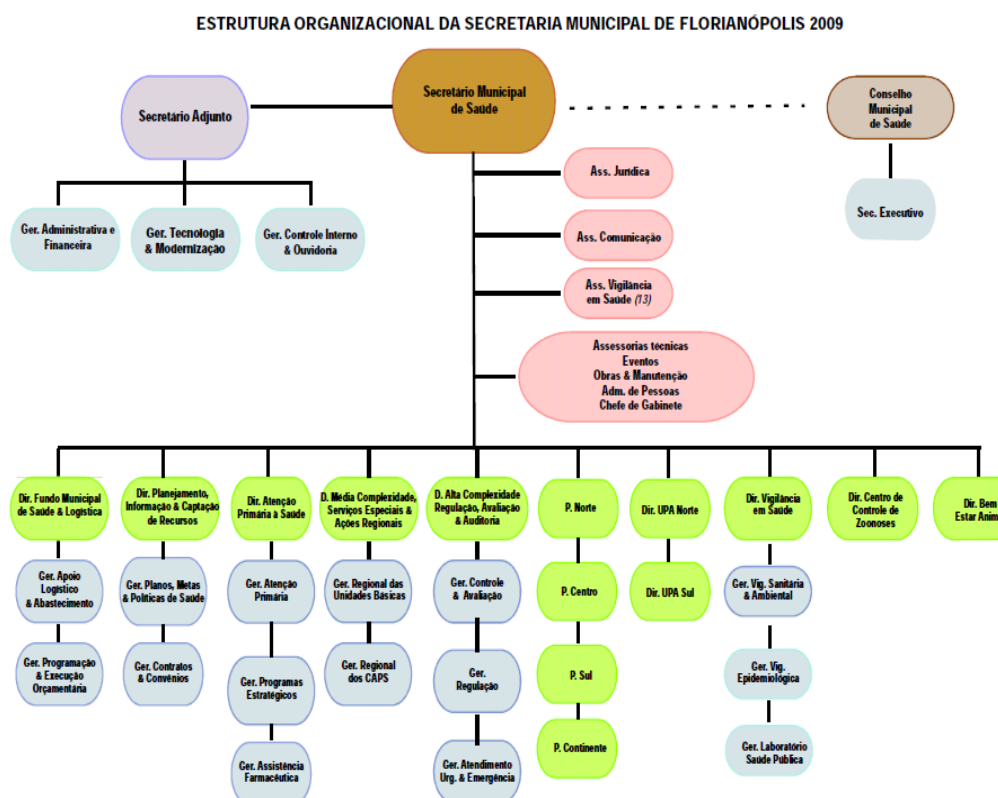 ESTRUTURA ORGANIZACIONAL DA SECRETARIA MUNICIPAL DE FLORIANÓPOLIS 2009
Secretário Municipal
de Saúde
Secretário Adjunto
Conselho
Municipal
de Saúde
Sec. Executivo
Ger. Administrativa e
Financeira
Ger. Tecnologia
& Modernização
Ger. Controle Interno
& Ouvidoria
Ass. Jurídica
Ass. Comunicação
Ass. Vigilância
em Saúde (13)
Assessorias técnicas
Eventos
Obras & Manutenção
Adm. de Pessoas
Chefe de Gabinete
Dir. Fundo Municipal
de Saúde & Logística
Ger. Apoio
Logístico
& Abastecimento
Ger. Programação
& Execução
Orçamentária
Dir. Planejamento,
Informação & Captação
de Recursos
Ger. Planos, Metas
& Políticas de Saúde
Ger. Contratos
& Convênios
Dir. Atenção
Primária à Saúde
Ger. Atenção
Primária
Ger. Programas
Estratégicos
Ger. Assistência
Farmacêutica
D. Média Complexidade,
Serviços Especiais &
Ações Regionais
Ger. Regional das
Unidades Básicas
Ger. Regional
dos CAPS
D. Alta Complexidade
Regulação, Avaliação
& Auditoria
Ger. Controle
& Avaliação
Ger.
Regulação
Ger. Atendimento
Urg. & Emergência
P. Norte
P. Centro
P. Sul
P. Continente
Dir. UPA Norte
Dir. UPA Sul
Dir. Vigilância
em Saúde
Ger. Vig. Sanitária
& Ambiental
Ger. Vig.
Epidemiológica
Ger. Laboratório
Saúde Pública
Dir. Centro de
Controle de
Zoonoses
Dir. Bem
Estar Anim